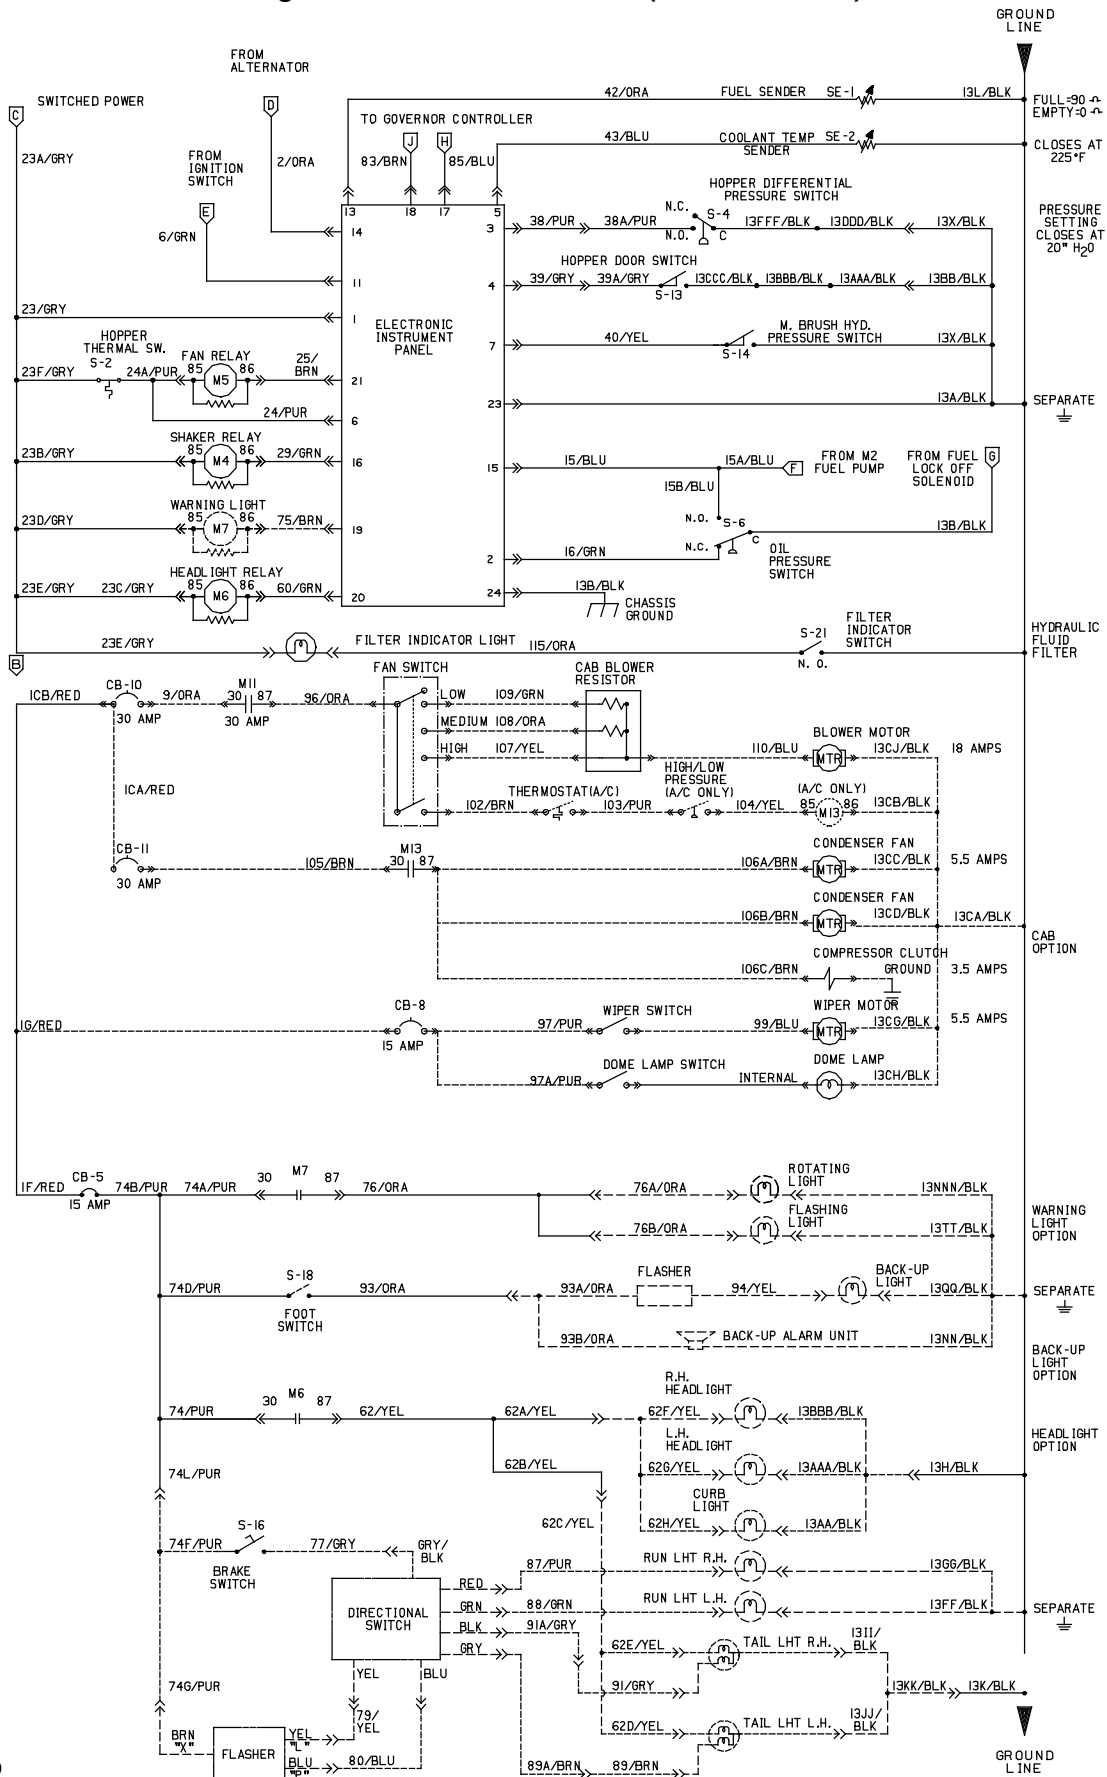 GROUND
LINE
FROM
ALTERNATOR
C
SWITCHED POWER
D
42/ORA
FUEL SENDER
SE-1
13L/BLK
FULL=90 Ω
EMPTY=0 Ω
TO GOVERNOR CONTROLLER
43/BLU
COOLANT TEMP
SENDER
SE-2
CLOSES AT
225°F
23A/GRY
FROM
IGNITION
SWITCH
2/ORA
83/BRN
J
H
85/BLU
E
6/GRN
13
18
17
5
HOPPER DIFFERENTIAL
PRESSURE SWITCH
N.C.
S-4
N.O.
C
14
3
38/PUR
38A/PUR
13FFF/BLK
13DDD/BLK
13X/BLK
PRESSURE
SETTING
CLOSES AT
20" H2O
HOPPER DOOR SWITCH
11
4
39/GRY
39A/GRY
S-13
13CCC/BLK
13BBB/BLK
13AAA/BLK
13BB/BLK
23/GRY
1
ELECTRONIC
INSTRUMENT
PANEL
7
40/YEL
M. BRUSH HYD.
PRESSURE SWITCH
S-14
13X/BLK
HOPPER
THERMAL SW.
S-2
FAN RELAY
85
M5
86
25/
BRN
23F/GRY
24A/PUR
21
24/PUR
6
23
13A/BLK
SEPARATE
SHAKER RELAY
85
M4
86
23B/GRY
29/GRN
16
15
15/BLU
15A/BLU
F
FROM M2
FUEL PUMP
FROM FUEL
LOCK OFF
SOLENOID
G
15B/BLU
WARNING LIGHT
85
M7
86
23D/GRY
75/BRN
19
N.O.
S-6
N.C.
C
13B/BLK
OIL
PRESSURE
SWITCH
2
16/GRN
HEADLIGHT RELAY
85
M6
86
23E/GRY
23C/GRY
60/GRN
20
24
13B/BLK
CHASSIS
GROUND
23E/GRY
FILTER INDICATOR LIGHT
115/ORA
S-21
N. O.
FILTER
INDICATOR
SWITCH
HYDRAULIC
FLUID
FILTER
B
FAN SWITCH
CAB BLOWER
RESISTOR
1CB/RED
CB-10
30 AMP
9/ORA
M11
30
87
30 AMP
96/ORA
LOW
109/GRN
MEDIUM
108/ORA
HIGH
107/YEL
110/BLU
BLOWER MOTOR
MTR
13CJ/BLK
18 AMPS
1CA/RED
102/BRN
THERMOSTAT(A/C)
103/PUR
HIGH/LOW
PRESSURE
(A/C ONLY)
104/YEL
(A/C ONLY)
85
M13
86
13CB/BLK
CB-11
30 AMP
105/BRN
M13
30
87
106A/BRN
CONDENSER FAN
MTR
13CC/BLK
5.5 AMPS
106B/BRN
CONDENSER FAN
MTR
13CD/BLK
13CA/BLK
CAB
OPTION
106C/BRN
COMPRESSOR CLUTCH
GROUND
3.5 AMPS
1G/RED
CB-8
15 AMP
97/PUR
WIPER SWITCH
99/BLU
WIPER MOTOR
MTR
13CG/BLK
5.5 AMPS
97A/PUR
DOME LAMP SWITCH
INTERNAL
DOME LAMP
13CH/BLK
1F/RED
CB-5
15 AMP
74B/PUR
74A/PUR
30
M7
87
76/ORA
76A/ORA
ROTATING
LIGHT
13NNN/BLK
76B/ORA
FLASHING
LIGHT
13TT/BLK
WARNING
LIGHT
OPTION
74D/PUR
S-18
FOOT
SWITCH
93/ORA
93A/ORA
FLASHER
94/YEL
BACK-UP
LIGHT
13QQ/BLK
SEPARATE
93B/ORA
BACK-UP ALARM UNIT
13NN/BLK
BACK-UP
LIGHT
OPTION
74/PUR
30
M6
87
62/YEL
62A/YEL
R.H.
HEADLIGHT
62F/YEL
13BBB/BLK
74L/PUR
62B/YEL
L.H.
HEADLIGHT
62G/YEL
13AAA/BLK
13H/BLK
HEADLIGHT
OPTION
62C/YEL
CURB
LIGHT
62H/YEL
13AA/BLK
74F/PUR
S-16
BRAKE
SWITCH
77/GRY
GRY/
BLK
87/PUR
RUN LHT R.H.
13GG/BLK
DIRECTIONAL
SWITCH
RED
GRN
88/GRN
RUN LHT L.H.
13FF/BLK
SEPARATE
BLK
91A/GRY
GRY
62E/YEL
TAIL LHT R.H.
13II/
BLK
YEL
BLU
74G/PUR
91/GRY
13KK/BLK
13K/BLK
79/
YEL
62D/YEL
TAIL LHT L.H.
13JJ/
BLK
BRN
"X"
FLASHER
YEL
"L"
BLU
"P"
80/BLU
89A/BRN
89/BRN
GROUND
LINE